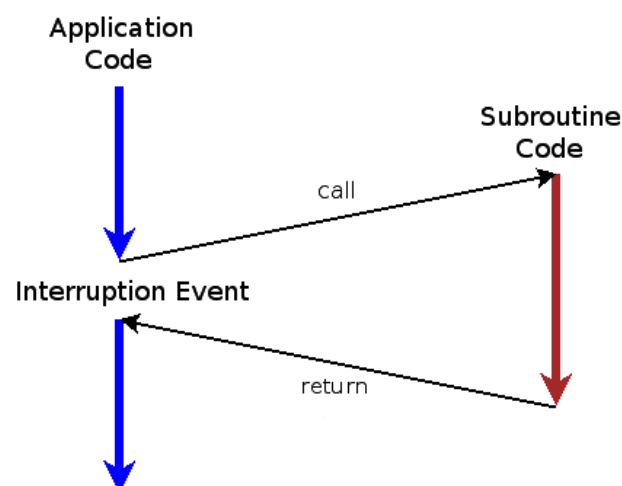 Application
Code
Subroutine
Code
call
Interruption Event
return